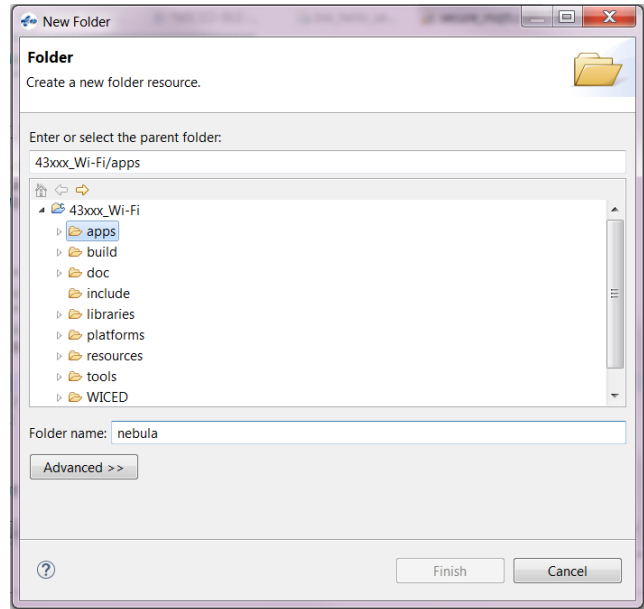 New Folder
Folder
Create a new folder resource.
Enter or select the parent folder:
43xxx_Wi-Fi/apps
43xxx_Wi-Fi
apps
build
doc
include
libraries
platforms
resources
tools
WICED
Folder name: nebula
Advanced >>
Finish Cancel